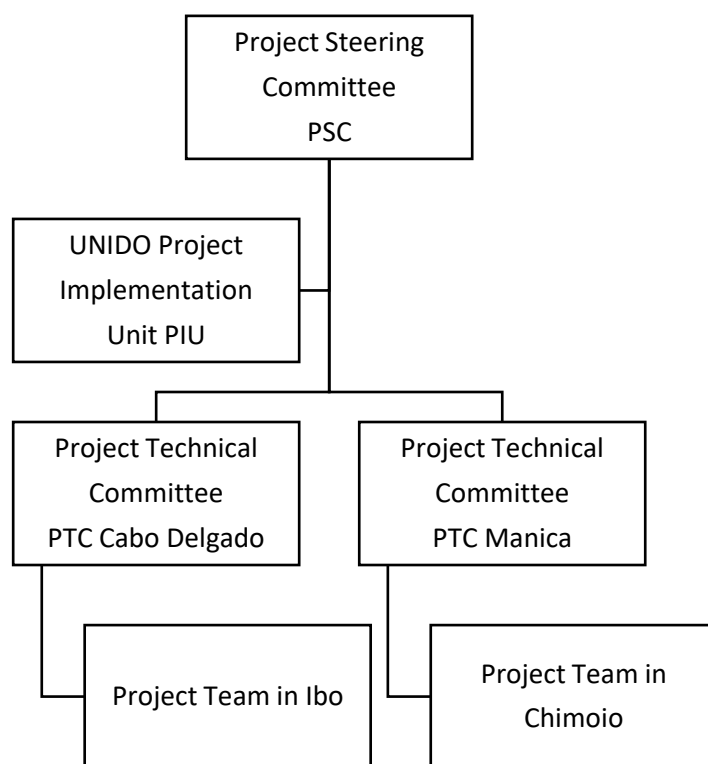 Project Steering
Committee
PSC
UNIDO Project
Implementation
Unit PIU
Project Technical
Committee
PTC Cabo Delgado
Project Technical
Committee
PTC Manica
Project Team in Ibo
Project Team in
Chimoio